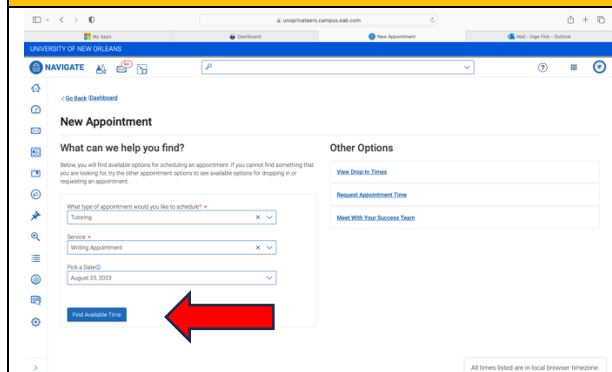 unoprivateers.campus.eab.com
My Apps
Dashboard
New Appointment
Mail - Inge Fink - Outlook
UNIVERSITY OF NEW ORLEANS
NAVIGATE
< Go Back |Dashboard
New Appointment
What can we help you find?
Below, you will find available options for scheduling an appointment. If you cannot find something that
you are looking for, try the other appointment options to see available options for dropping in or
requesting an appointment.
What type of appointment would you like to schedule? *
Tutoring
Service *
Writing Appointment
Pick a Date
August 23, 2023
Find Available Time
Other Options
View Drop-In Times
Request Appointment Time
Meet With Your Success Team
All times listed are in local browser timezone.